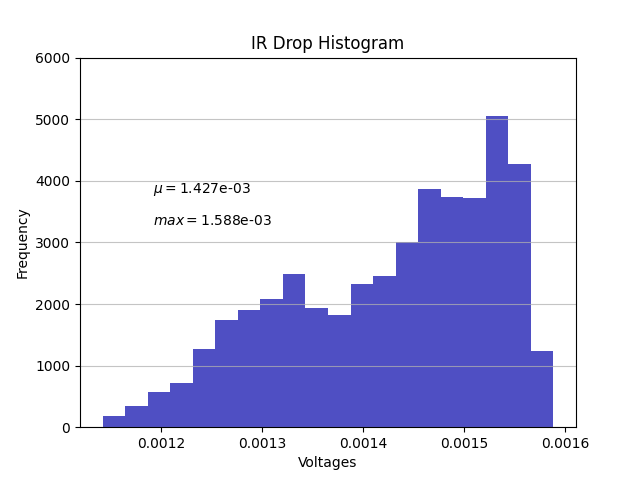 IR Drop Histogram
6000
5000
4000
3000
2000
1000
0
Frequency
μ = 1.427e-03
max = 1.588e-03
0.0012 0.0013 0.0014 0.0015 0.0016
Voltages